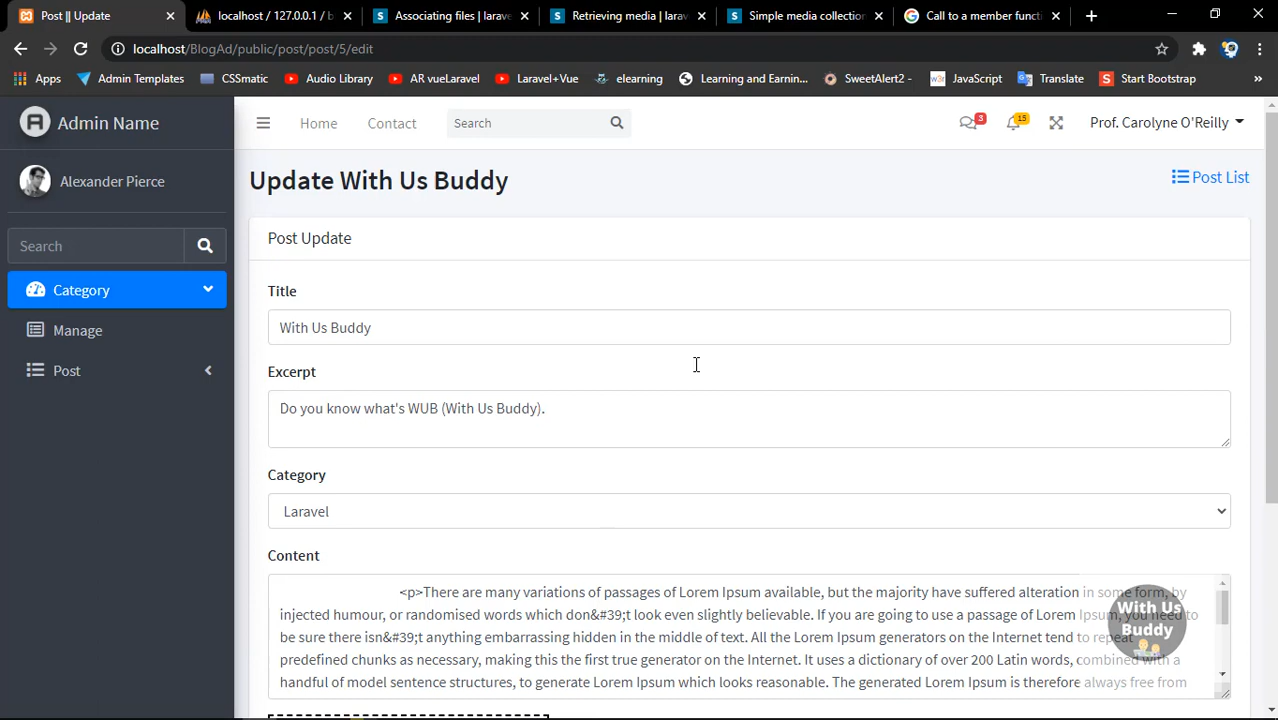 Post || Update
localhost / 127.0.0.1 / b
Associating files | larave
Retrieving media | larav
Simple media collection
Call to a member functi
localhost/BlogAd/public/post/post/5/edit
Apps
Admin Templates
CSSmatic
Audio Library
AR vueLaravel
Laravel+Vue
elearning
Learning and Earnin...
SweetAlert2 -
JavaScript
Translate
Start Bootstrap
»
Admin Name
Home
Contact
Search
3
15
Prof. Carolyne O'Reilly
Alexander Pierce
Update With Us Buddy
Post List
Search
Category
Manage
Post
Post Update
Title
With Us Buddy
Excerpt
Do you know what's WUB (With Us Buddy).
Category
Laravel
Content
<p>There are many variations of passages of Lorem Ipsum available, but the majority have suffered alteration in some form, by
injected humour, or randomised words which don&#39;t look even slightly believable. If you are going to use a passage of Lorem Ipsum, you need to
be sure there isn&#39;t anything embarrassing hidden in the middle of text. All the Lorem Ipsum generators on the Internet tend to repeat
predefined chunks as necessary, making this the first true generator on the Internet. It uses a dictionary of over 200 Latin words, combined with a
handful of model sentence structures, to generate Lorem Ipsum which looks reasonable. The generated Lorem Ipsum is therefore always free from
With Us
Buddy